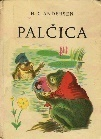 H. C. ANDERSEN
PALČICA